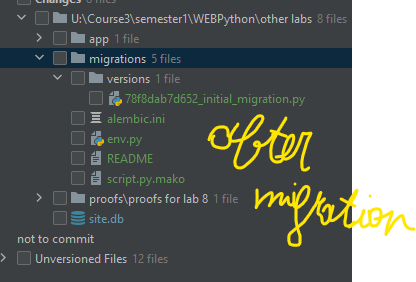 Changes 9 files
U:\Course3\semester1\WEBPython\other labs 8 files
app 1 file
migrations 5 files
versions 1 file
78f8dab7d652_initial_migration.py
alembic.ini
env.py
README
script.py.mako
proofs\proofs for lab 8 1 file
site.db
not to commit
Unversioned Files 12 files
after
migration